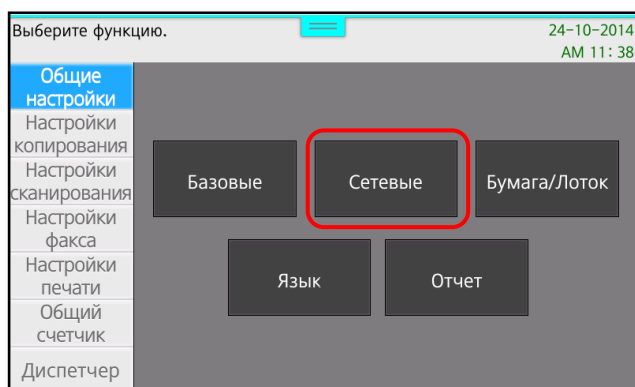 Выберите функцию.
24-10-2014
AM 11:38
Общие
настройки
Настройки
копирования
Настройки
сканирования
Настройки
факса
Настройки
печати
Общий
счетчик
Диспетчер
Базовые
Сетевые
Бумага/Лоток
Язык
Отчет